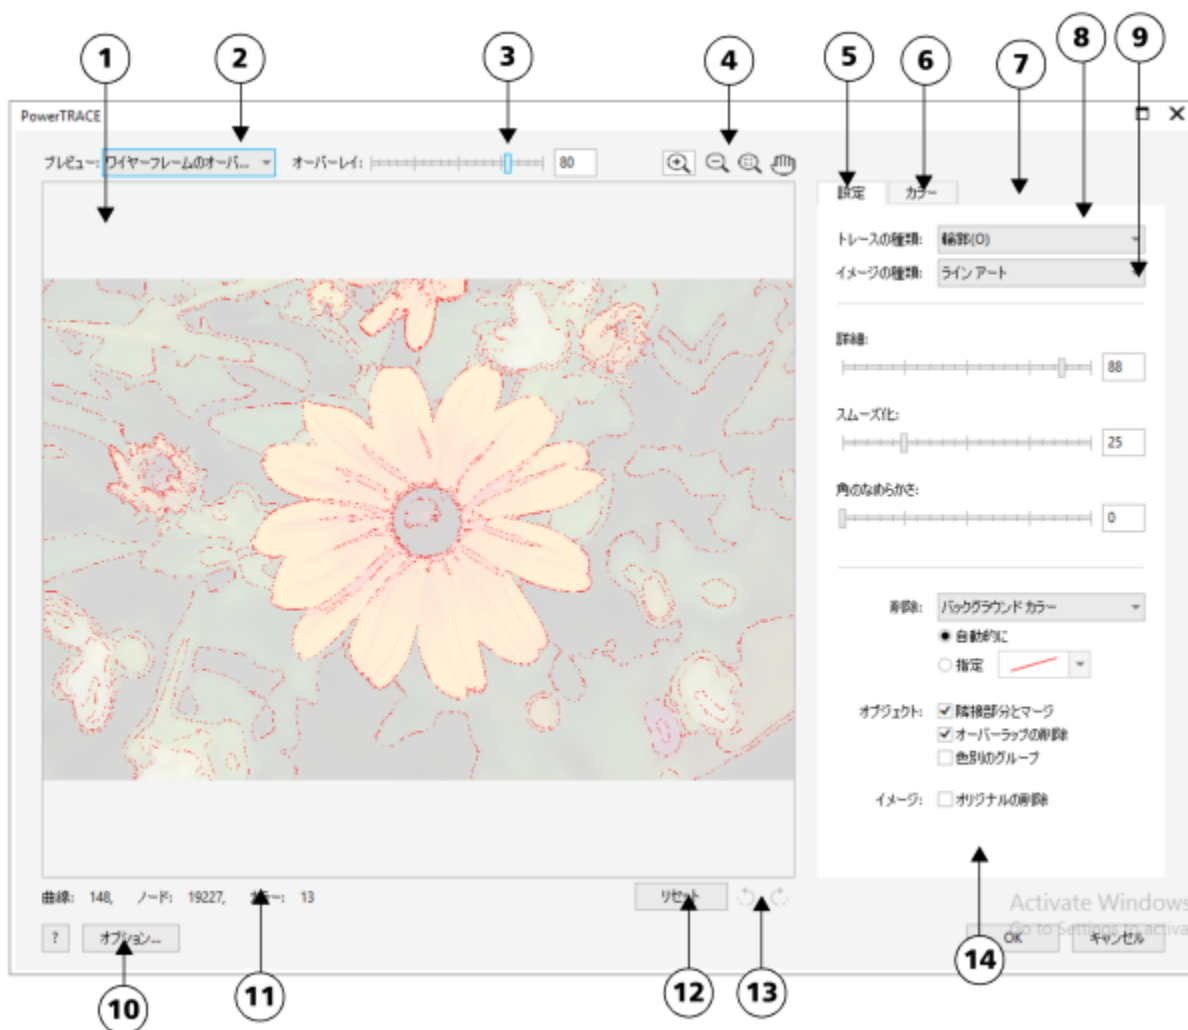 1 2 3 4 5 6 7 8 9
PowerTRACE
プレビュー: ワイヤーフレームのオーバ... オーバーレイ: 80
設定 カラー
トレースの種類: 輪郭(O)
イメージの種類: ライン アート
詳細:
88
スムーズ化:
25
角のなめらかさ:
0
削除: バックグラウンド カラー
自動的に
指定
オブジェクト: 隣接部分とマージ
オーバーラップの削除
色別のグループ
イメージ: オリジナルの削除
曲線: 148, ノード: 19227, カラー: 13
リセット
Activate Windows
Go to Settings to activa
? オプション... OK キャンセル
10 11 12 13 14